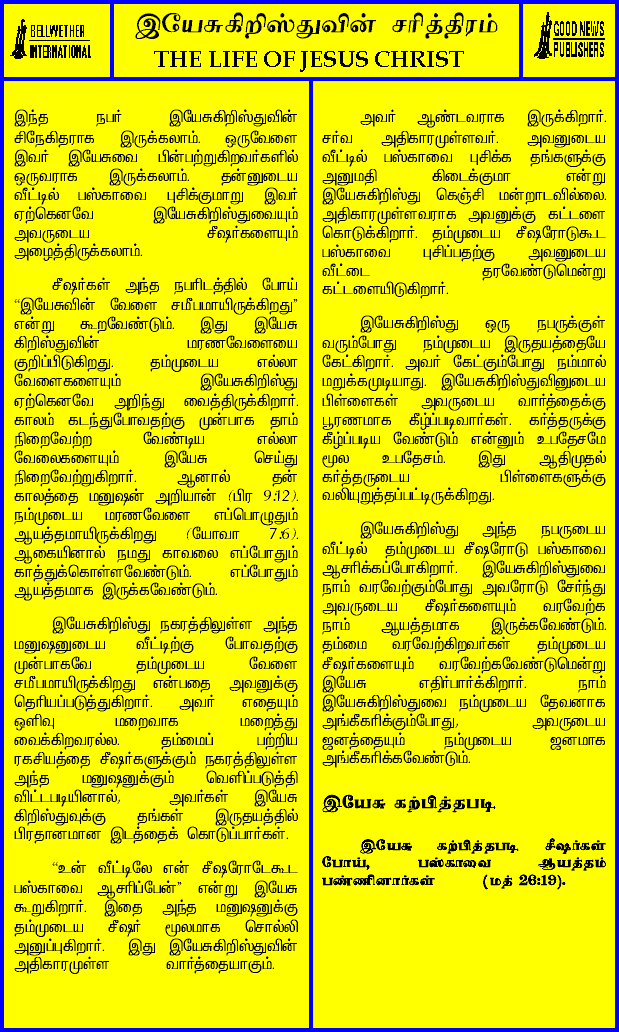 BELLWETHER
INTERNATIONAL
இயேசுகிறிஸ்துவின் சரித்திரம்
THE LIFE OF JESUS CHRIST
GOOD NEWS
PUBLISHERS
இந்த நபர் இயேசுகிறிஸ்துவின்
சிநேகிதராக இருக்கலாம். ஒருவேளை
இவர் இயேசுவை பின்பற்றுகிறவர்களில்
ஒருவராக இருக்கலாம். தன்னுடைய
வீட்டில் பஸ்காவை புசிக்குமாறு இவர்
ஏற்கெனவே இயேசுகிறிஸ்துவையும்
அவருடைய சீஷர்களையும்
அழைத்திருக்கலாம்.
சீஷர்கள் அந்த நபரிடத்தில் போய்
“இயேசுவின் வேளை சமீபமாயிருக்கிறது”
என்று கூறவேண்டும். இது இயேசு
கிறிஸ்துவின் மரணவேளையை
குறிப்பிடுகிறது. தம்முடைய எல்லா
வேளைகளையும் இயேசுகிறிஸ்து
ஏற்கெனவே அறிந்து வைத்திருக்கிறார்.
காலம் கடந்துபோவதற்கு முன்பாக தாம்
நிறைவேற்ற வேண்டிய எல்லா
வேலைகளையும் இயேசு செய்து
நிறைவேற்றுகிறார். ஆனால் தன்
காலத்தை மனுஷன் அறியான் (பிர 9:12).
நம்முடைய மரணவேளை எப்பொழுதும்
ஆயத்தமாயிருக்கிறது (யோவா 7:6).
ஆகையினால் நமது காவலை எப்போதும்
காத்துக்கொள்ளவேண்டும். எப்போதும்
ஆயத்தமாக இருக்கவேண்டும்.
இயேசுகிறிஸ்து நகரத்திலுள்ள அந்த
மனுஷனுடைய வீட்டிற்கு போவதற்கு
முன்பாகவே தம்முடைய வேளை
சமீபமாயிருக்கிறது என்பதை அவனுக்கு
தெரியப்படுத்துகிறார். அவர் எதையும்
ஒளிவு மறைவாக மறைத்து
வைக்கிறவரல்ல. தம்மைப் பற்றிய
ரகசியத்தை சீஷர்களுக்கும் நகரத்திலுள்ள
அந்த மனுஷனுக்கும் வெளிப்படுத்தி
விட்டபடியினால், அவர்கள் இயேசு
கிறிஸ்துவுக்கு தங்கள் இருதயத்தில்
பிரதானமான இடத்தைக் கொடுப்பார்கள்.
“உன் வீட்டிலே என் சீஷரோடேகூட
பஸ்காவை ஆசரிப்பேன்” என்று இயேசு
கூறுகிறார். இதை அந்த மனுஷனுக்கு
தம்முடைய சீஷர் மூலமாக சொல்லி
அனுப்புகிறார். இது இயேசுகிறிஸ்துவின்
அதிகாரமுள்ள வார்த்தையாகும்.
அவர் ஆண்டவராக இருக்கிறார்.
சர்வ அதிகாரமுள்ளவர். அவனுடைய
வீட்டில் பஸ்காவை புசிக்க தங்களுக்கு
அனுமதி கிடைக்குமா என்று
இயேசுகிறிஸ்து கெஞ்சி மன்றாடவில்லை.
அதிகாரமுள்ளவராக அவனுக்கு கட்டளை
கொடுக்கிறார். தம்முடைய சீஷரோடுகூட
பஸ்காவை புசிப்பதற்கு அவனுடைய
வீட்டை தரவேண்டுமென்று
கட்டளையிடுகிறார்.
இயேசுகிறிஸ்து ஒரு நபருக்குள்
வரும்போது நம்முடைய இருதயத்தையே
கேட்கிறார். அவர் கேட்கும்போது நம்மால்
மறுக்கமுடியாது. இயேசுகிறிஸ்துவினுடைய
பிள்ளைகள் அவருடைய வார்த்தைக்கு
பூரணமாக கீழ்ப்படிவார்கள். கர்த்தருக்கு
கீழ்ப்படிய வேண்டும் என்னும் உபதேசமே
மூல உபதேசம். இது ஆதிமுதல்
கர்த்தருடைய பிள்ளைகளுக்கு
வலியுறுத்தப்பட்டிருக்கிறது.
இயேசுகிறிஸ்து அந்த நபருடைய
வீட்டில் தம்முடைய சீஷரோடு பஸ்காவை
ஆசரிக்கப்போகிறார். இயேசுகிறிஸ்துவை
நாம் வரவேற்கும்போது அவரோடு சேர்ந்து
அவருடைய சீஷர்களையும் வரவேற்க
நாம் ஆயத்தமாக இருக்கவேண்டும்.
தம்மை வரவேற்கிறவர்கள் தம்முடைய
சீஷர்களையும் வரவேற்கவேண்டுமென்று
இயேசு எதிர்பார்க்கிறார். நாம்
இயேசுகிறிஸ்துவை நம்முடைய தேவனாக
அங்கீகரிக்கும்போது, அவருடைய
ஜனத்தையும் நம்முடைய ஜனமாக
அங்கீகரிக்கவேண்டும்.
இயேசு கற்பித்தபடி.
இயேசு கற்பித்தபடி சீஷர்கள்
போய், பஸ்காவை ஆயத்தம்
பண்ணினார்கள் (மத் 26:19).